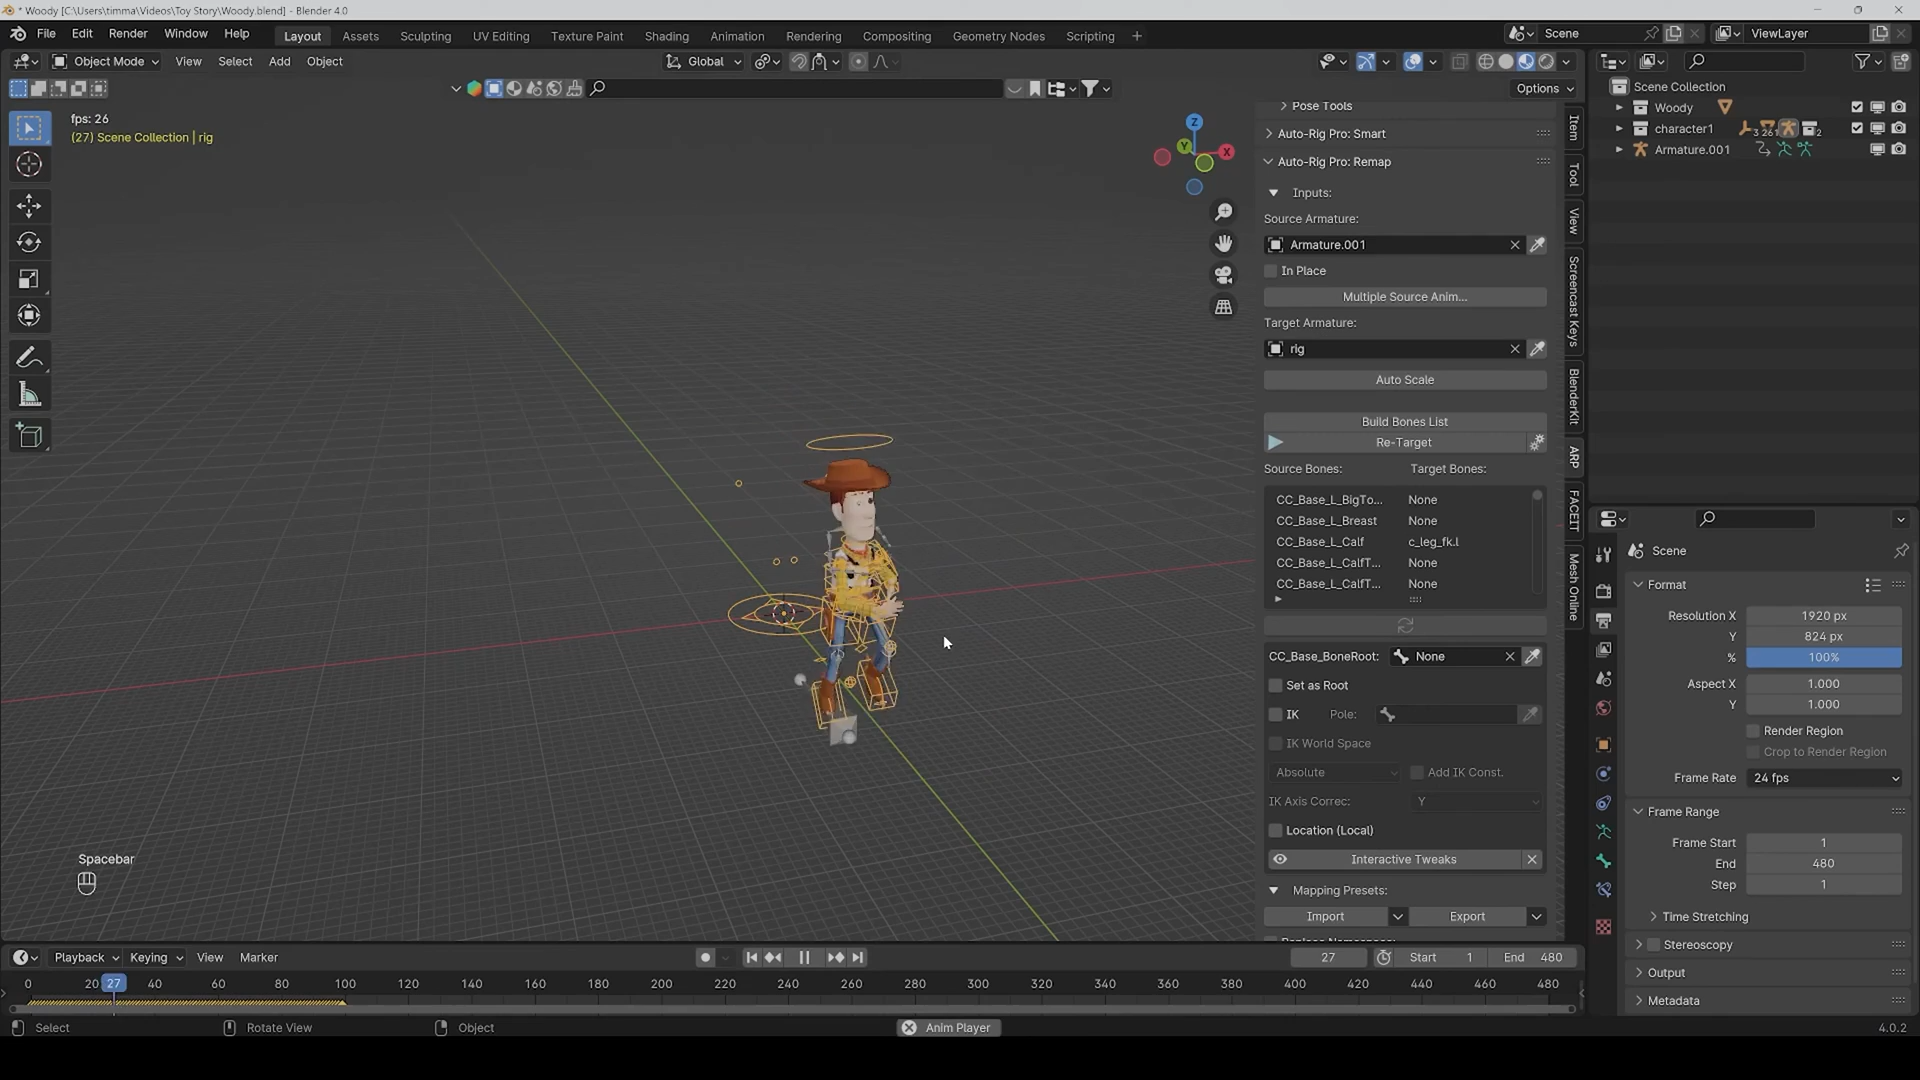 * Woody [C:\Users\timma\Videos\Toy Story\Woody.blend] - Blender 4.0
File Edit Render Window Help
Layout Assets Sculpting UV Editing Texture Paint Shading Animation Rendering Compositing Geometry Nodes Scripting +
Scene ViewLayer
Object Mode View Select Add Object Global
Options
fps: 26
(27) Scene Collection | rig
Z
Y
X
Pose Tools
Auto-Rig Pro: Smart
Auto-Rig Pro: Remap
Inputs:
Source Armature:
Armature.001
In Place
Multiple Source Anim...
Target Armature:
rig
Auto Scale
Build Bones List
Re-Target
Source Bones: Target Bones:
CC_Base_L_BigTo... None
CC_Base_L_Breast None
CC_Base_L_Calf c_leg_fk.l
CC_Base_L_CalfT... None
CC_Base_L_CalfT... None
CC_Base_BoneRoot: None
Set as Root
IK Pole:
IK World Space
Absolute Add IK Const.
IK Axis Correc: Y
Location (Local)
Interactive Tweaks
Mapping Presets:
Import Export
Item
Tool
View
Screencast Keys
BlenderKit
ARP
FACEIT
Mesh Online
Scene Collection
Woody
character1 3 261 2
Armature.001
Scene
Format
Resolution X 1920 px
Y 824 px
% 100%
Aspect X 1.000
Y 1.000
Render Region
Crop to Render Region
Frame Rate 24 fps
Frame Range
Frame Start 1
End 480
Step 1
Time Stretching
Stereoscopy
Output
Metadata
Spacebar
Playback Keying View Marker 27 Start 1 End 480
0 20 27 40 60 80 100 120 140 160 180 200 220 240 260 280 300 320 340 360 380 400 420 440 460 480
Select Rotate View Object Anim Player 4.0.2